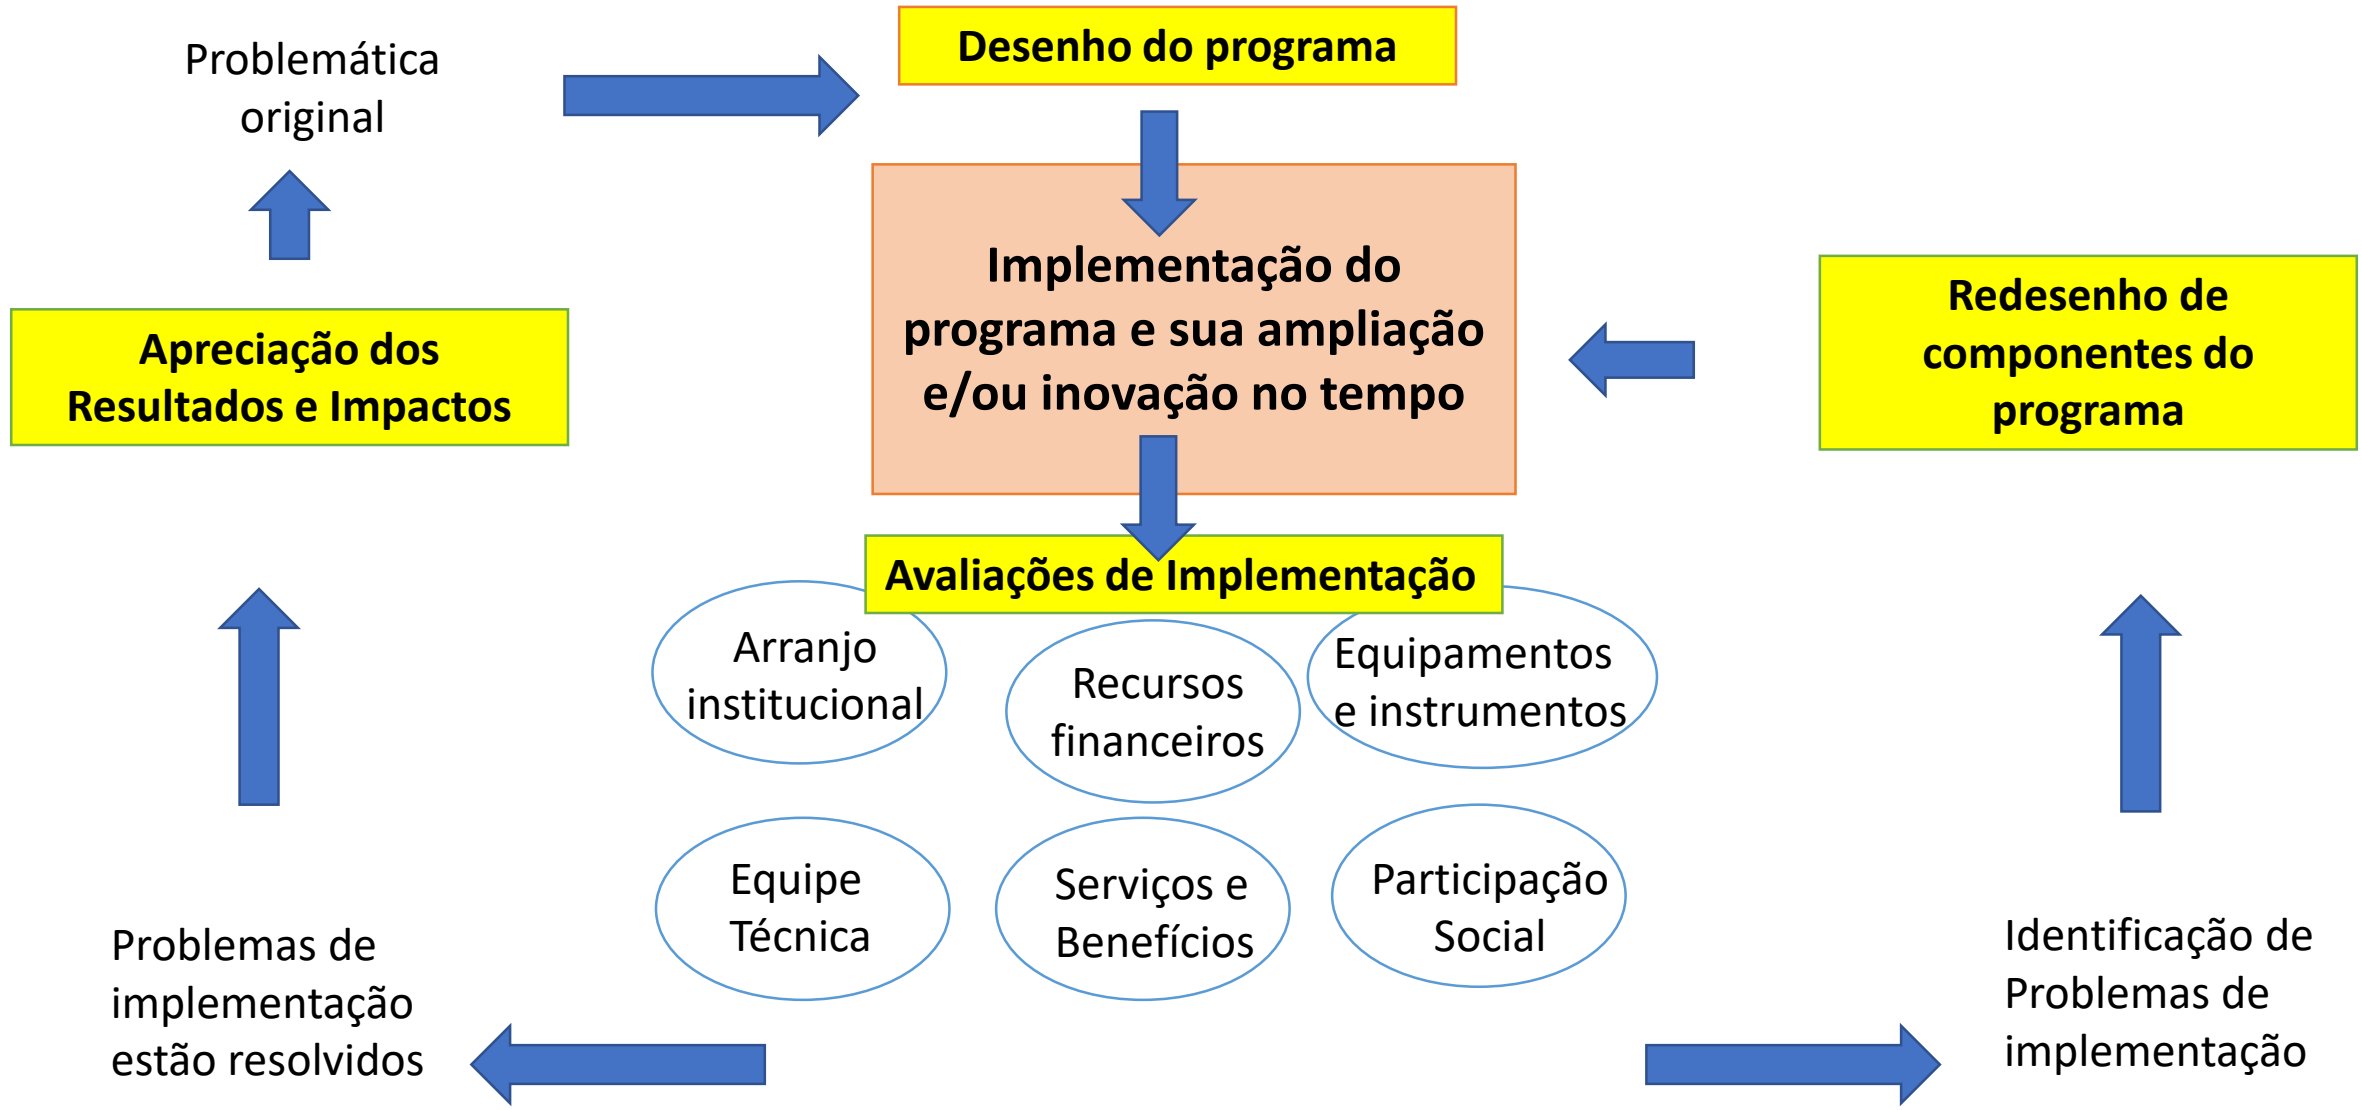 Problemática
original
Desenho do programa
Implementação do
programa e sua ampliação
e/ou inovação no tempo
Redesenho de
componentes do
programa
Apreciação dos
Resultados e Impactos
Avaliações de Implementação
Arranjo
institucional
Recursos
financeiros
Equipamentos
e instrumentos
Equipe
Técnica
Serviços e
Benefícios
Participação
Social
Problemas de
implementação
estão resolvidos
Identificação de
Problemas de
implementação